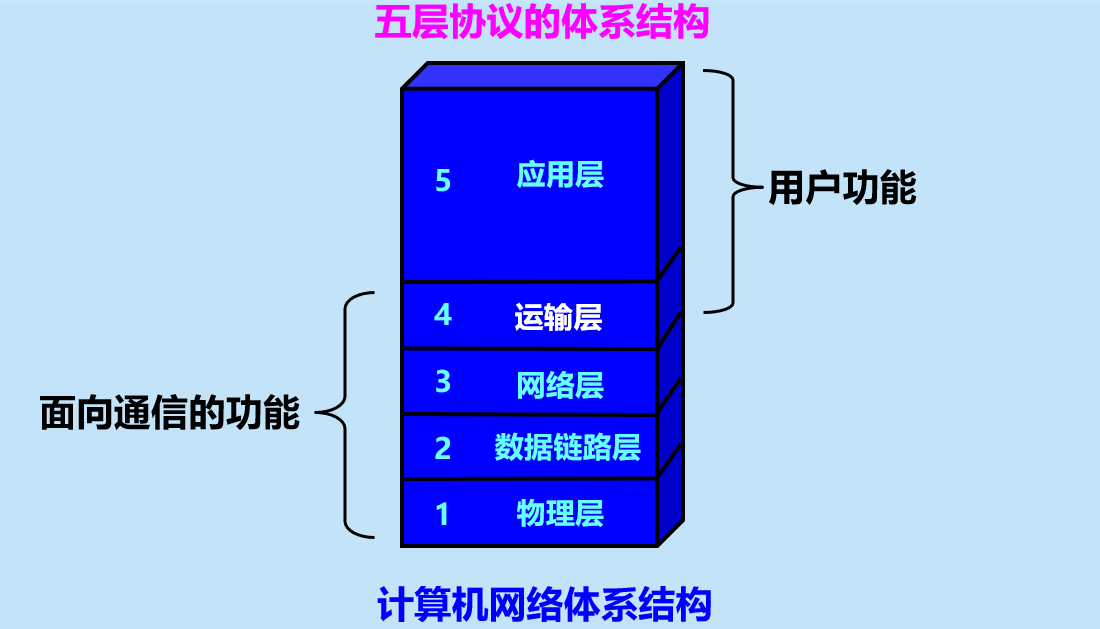 五层协议的体系结构
5 应用层
用户功能
4 运输层
3 网络层
面向通信的功能
2 数据链路层
1 物理层
计算机网络体系结构